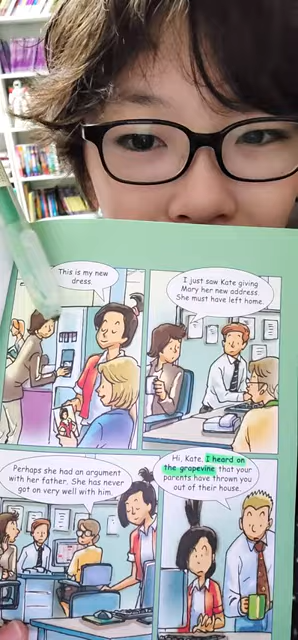 This is my new
dress.
I just saw Kate giving
Mary her new address.
She must have left home.
Perhaps she had an argument
with her father. She has never
got on very well with him.
Hi, Kate. I heard on
the grapevine that your
parents have thrown you
out of their house.